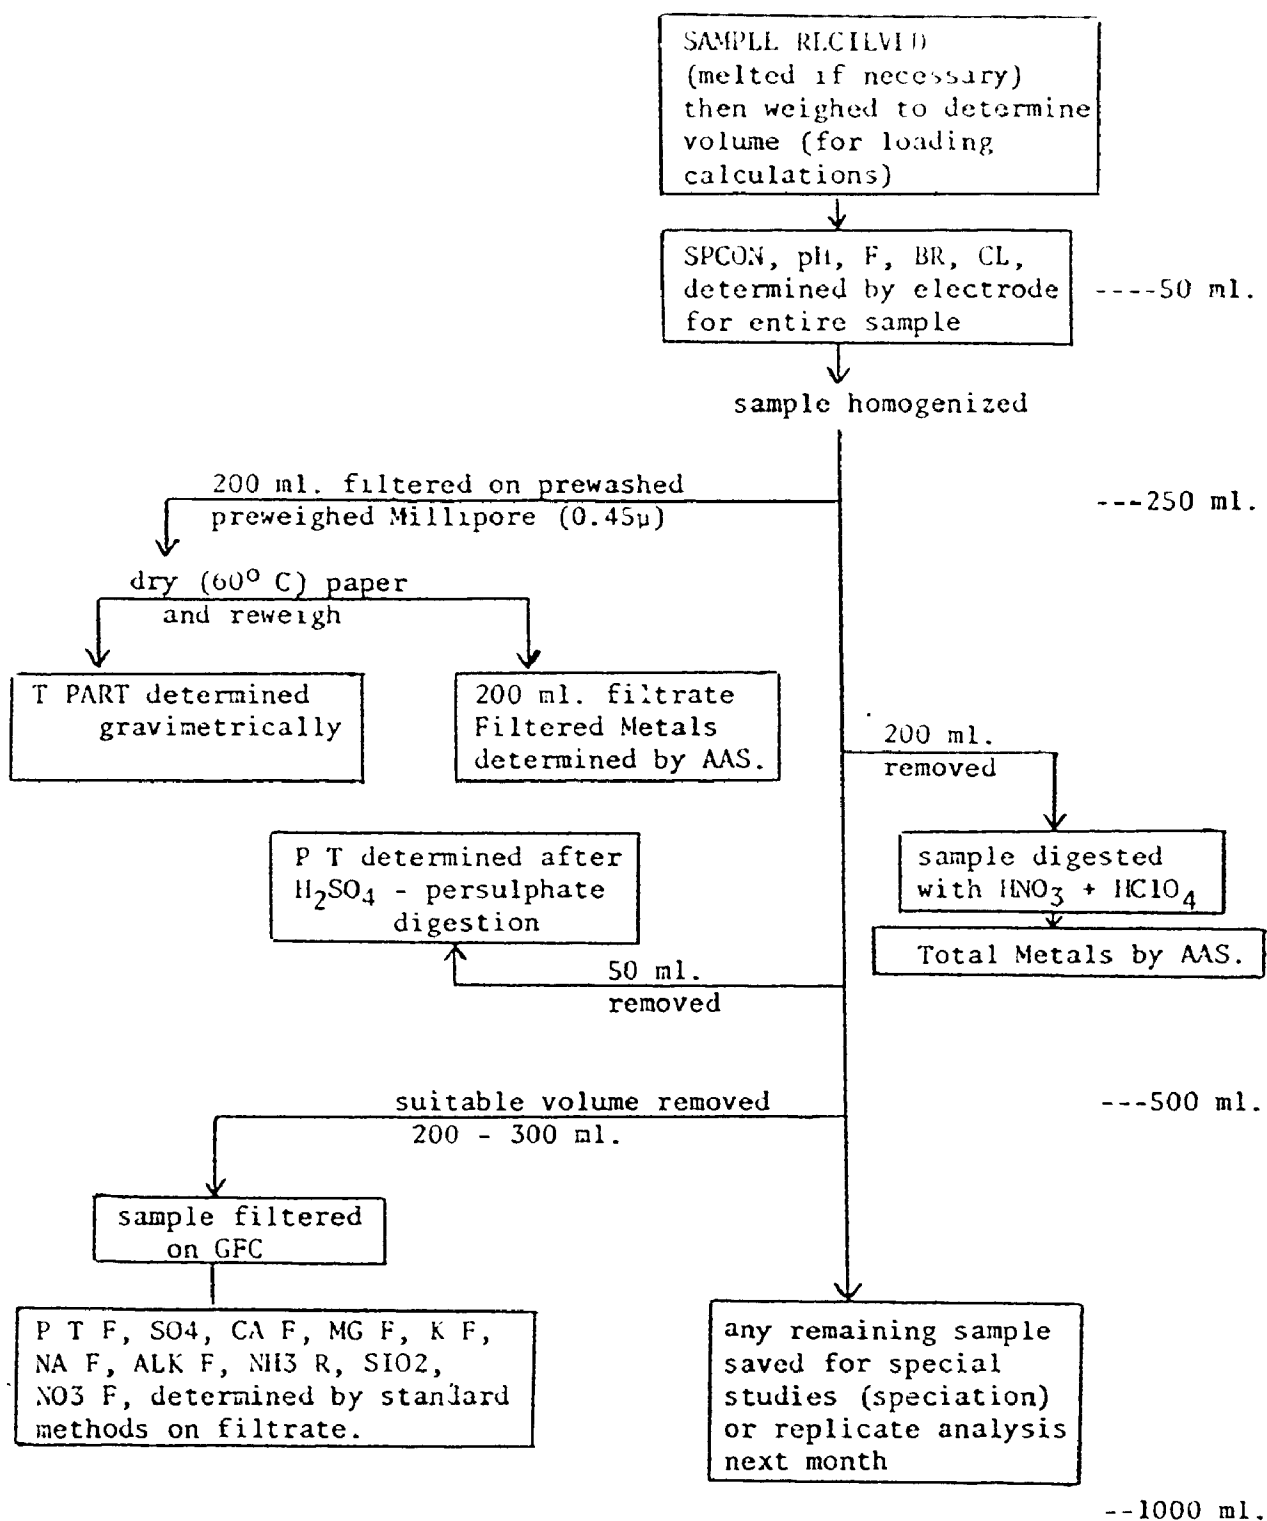 SAMPLE RECIEVED
(melted if necessary)
then weighed to determine
volume (for loading
calculations)
SPCON, pH, F, BR, CL,
determined by electrode
for entire sample
----50 ml.
sample homogenized
200 ml. filtered on prewashed
preweighed Millipore (0.45µ)
---250 ml.
dry (60° C) paper
and reweigh
T PART determined
gravimetrically
200 ml. filtrate
Filtered Metals
determined by AAS.
200 ml.
removed
sample digested
with HNO3 + HClO4
Total Metals by AAS.
P T determined after
H2SO4 - persulphate
digestion
50 ml.
removed
suitable volume removed
200 - 300 ml.
---500 ml.
sample filtered
on GFC
P T F, SO4, CA F, MG F, K F,
NA F, ALK F, NH3 R, SIO2,
NO3 F, determined by standard
methods on filtrate.
any remaining sample
saved for special
studies (speciation)
or replicate analysis
next month
--1000 ml.